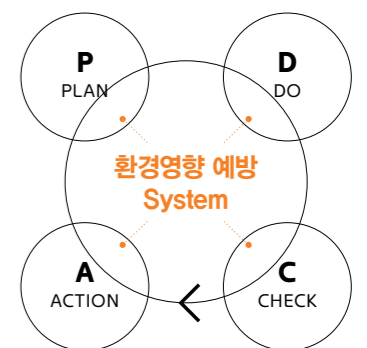 P
PLAN
D
DO
환경영향 예방
System
A
ACTION
C
CHECK